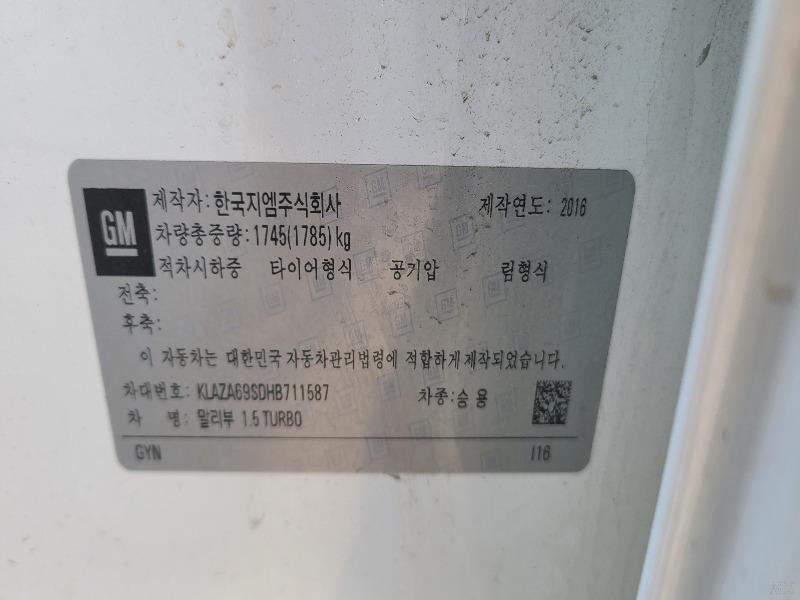 GM
제작자: 한국지엠주식회사 제작연도: 2016
차량총중량: 1745(1785) kg
적차시하중 타이어형식 공기압 림형식
전축:
후축:
이 자동차는 대한민국 자동차관리법령에 적합하게 제작되었습니다.
차대번호: KLAZA69SDHB711587 차종: 승 용
차 명: 말리부 1.5 TURBO
GYN I16